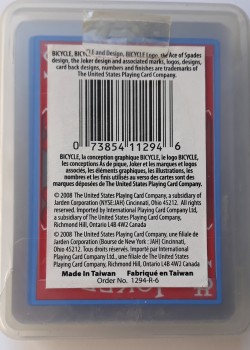 BICYCLE, BICYCLE and Design, BICYCLE Logo, the Ace of Spades
design, the Joker design and associated marks, logos, designs,
card back designs, numbers and finishes are trademarks of
The United States Playing Card Company.
0 73854 11294 6
BICYCLE, la conception graphique BICYCLE, le logo BICYCLE,
les conceptions As de pique, Joker et les marques et logos
associés, les éléments graphiques, les illustrations, les
nombres et les finis utilisés au verso des cartes sont des
marques déposées de The United States Playing Card Company.
© 2008 The United States Playing Card Company, a subsidiary of
Jarden Corporation (NYSE:JAH) Cincinnati, Ohio 45212. All rights
reserved. Imported by International Playing Card Company Ltd,
a subsidiary of The United States Playing Card Company,
Richmond Hill, Ontario L4B 4W2 Canada
© 2008 The United States Playing Card Company, une filiale de
Jarden Corporation (Bourse de New York : JAH) Cincinnati,
Ohio 45212. Tous droits réservés. Importé par International
Playing Card Company Ltd., une filiale de The United States
Playing Card Company, Richmond Hill, Ontario L4B 4W2 Canada
Made In Taiwan Fabriqué en Taiwan
Order No. 1294-R-6